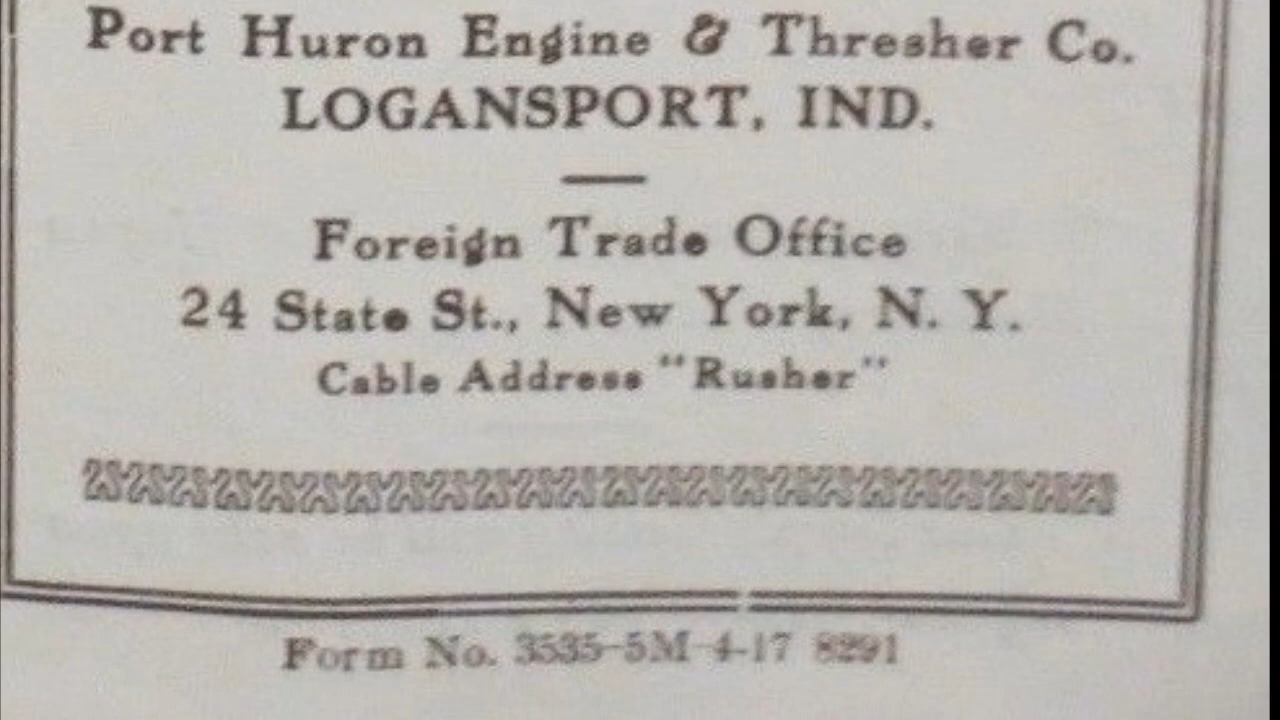 Port Huron Engine & Thresher Co.
LOGANSPORT, IND.
Foreign Trade Office
24 State St., New York, N. Y.
Cable Address "Rusher"
Form No. 3535-5M-4-17 8291